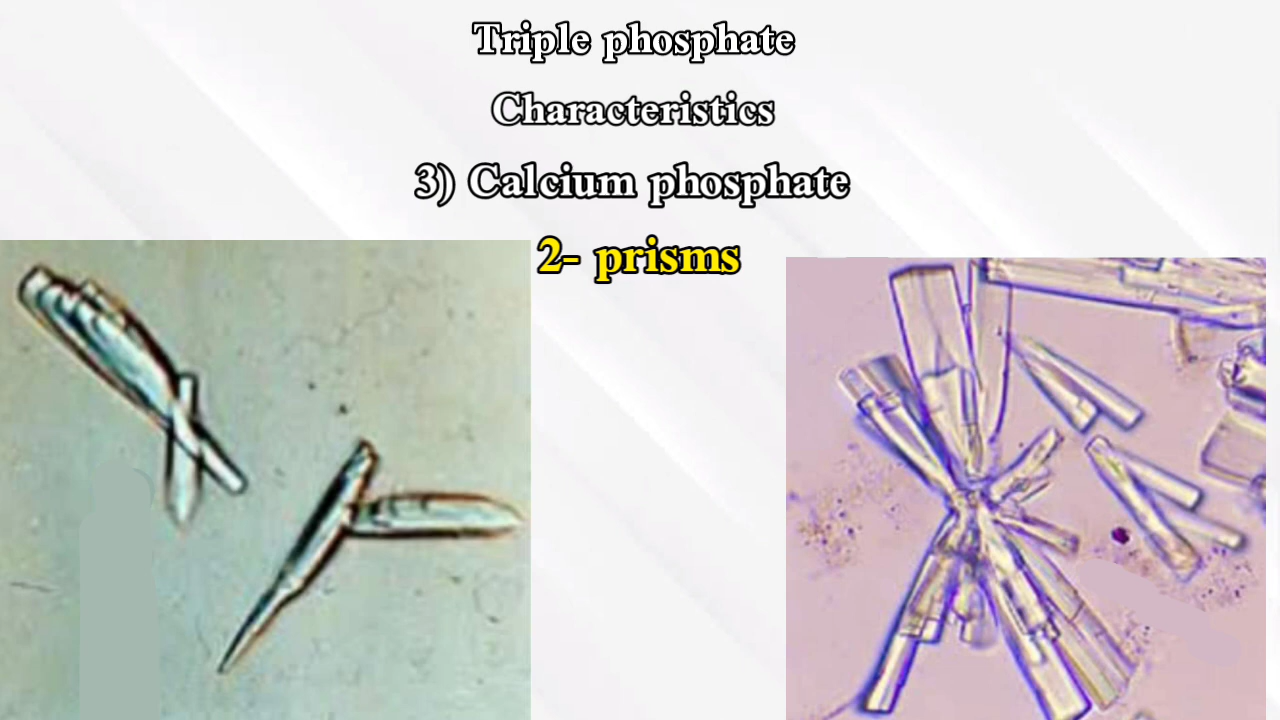 Triple phosphate
Characteristics
3) Calcium phosphate
2- prisms